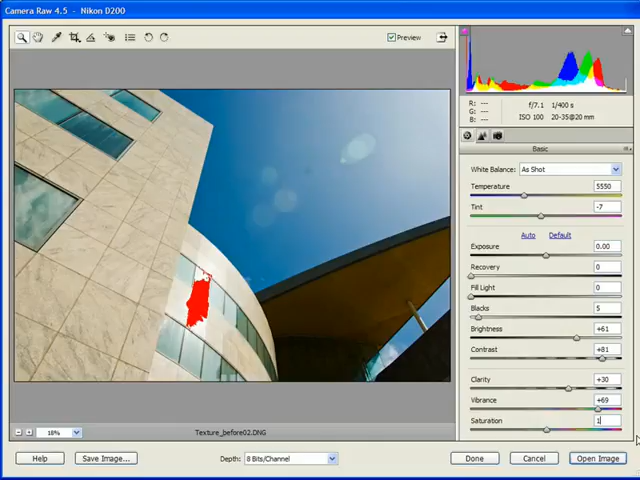 Camera Raw 4.5 - Nikon D200
Preview
R: ---
G: ---
B: ---
f/7.1 1/400 s
ISO 100 20-35@20 mm
Basic
White Balance: As Shot
Temperature 5550
Tint -7
Auto Default
Exposure 0.00
Recovery 0
Fill Light 0
Blacks 5
Brightness +61
Contrast +81
Clarity +30
Vibrance +69
Saturation 1
18% Texture_before02.DNG
Help Save Image... Depth: 8 Bits/Channel Done Cancel Open Image